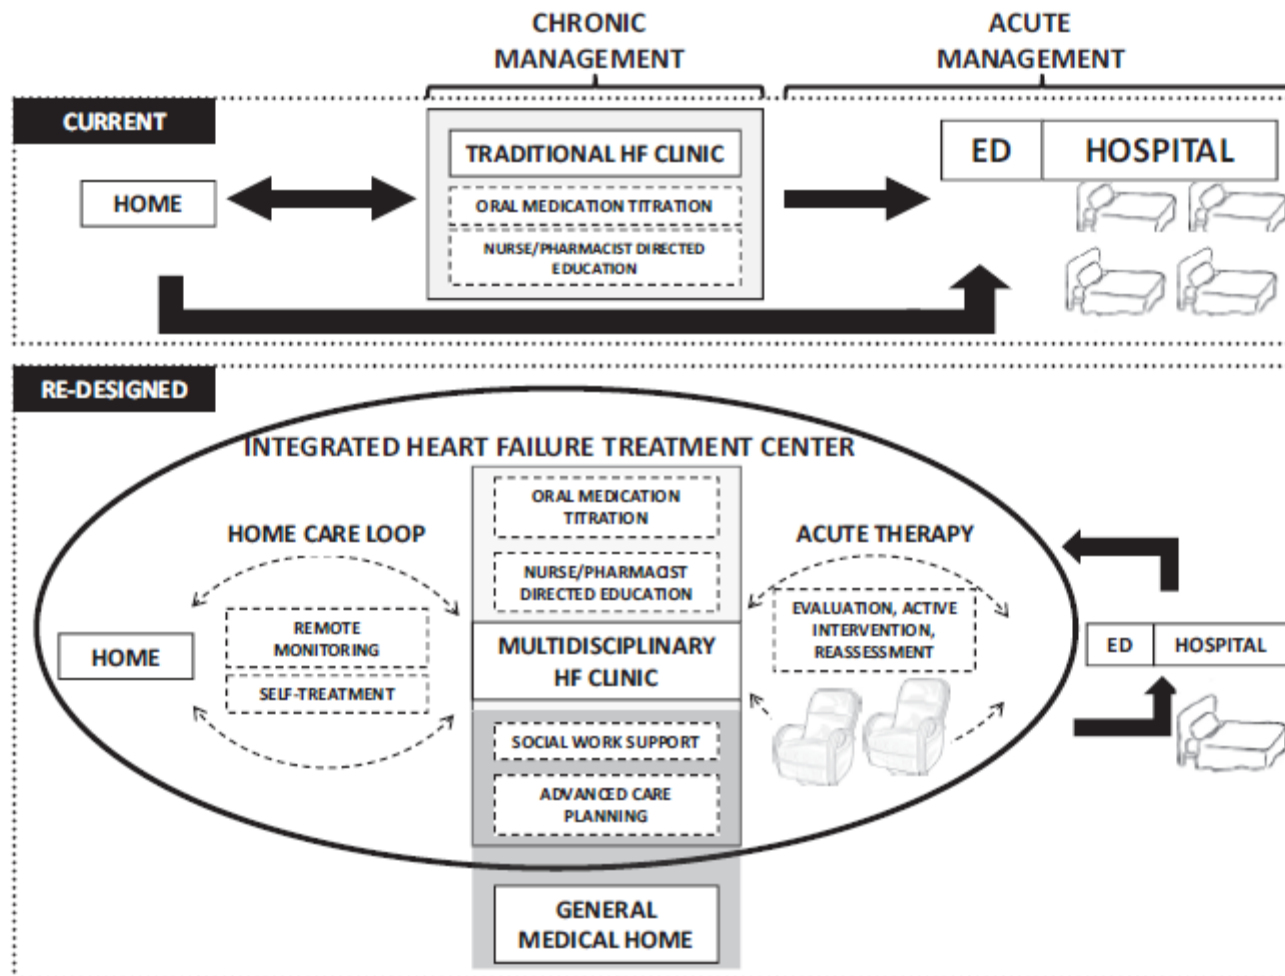 CHRONIC
MANAGEMENT
ACUTE
MANAGEMENT
CURRENT
HOME
TRADITIONAL HF CLINIC
ORAL MEDICATION TITRATION
NURSE/PHARMACIST DIRECTED
EDUCATION
ED
HOSPITAL
RE-DESIGNED
INTEGRATED HEART FAILURE TREATMENT CENTER
HOME CARE LOOP
HOME
REMOTE
MONITORING
SELF-TREATMENT
ORAL MEDICATION
TITRATION
NURSE/PHARMACIST
DIRECTED EDUCATION
MULTIDISCIPLINARY
HF CLINIC
SOCIAL WORK SUPPORT
ADVANCED CARE
PLANNING
GENERAL
MEDICAL HOME
ACUTE THERAPY
EVALUATION, ACTIVE
INTERVENTION,
REASSESSMENT
ED
HOSPITAL